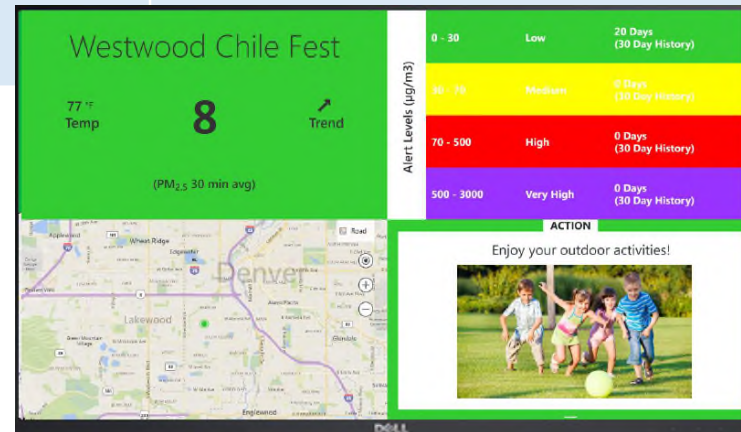 Westwood Chile Fest
77 °F
Temp
8
Trend
(PM2.5 30 min avg)
Alert Levels (µg/m3)
0 - 30 Low 20 Days
(30 Day History)
30 - 70 Medium 0 Days
(30 Day History)
70 - 500 High 0 Days
(30 Day History)
500 - 3000 Very High 0 Days
(30 Day History)
Road
Applewood
Wheat Ridge
Edgewater
Denver
Lakewood
Glendale
Englewood
ACTION
Enjoy your outdoor activities!
DELL